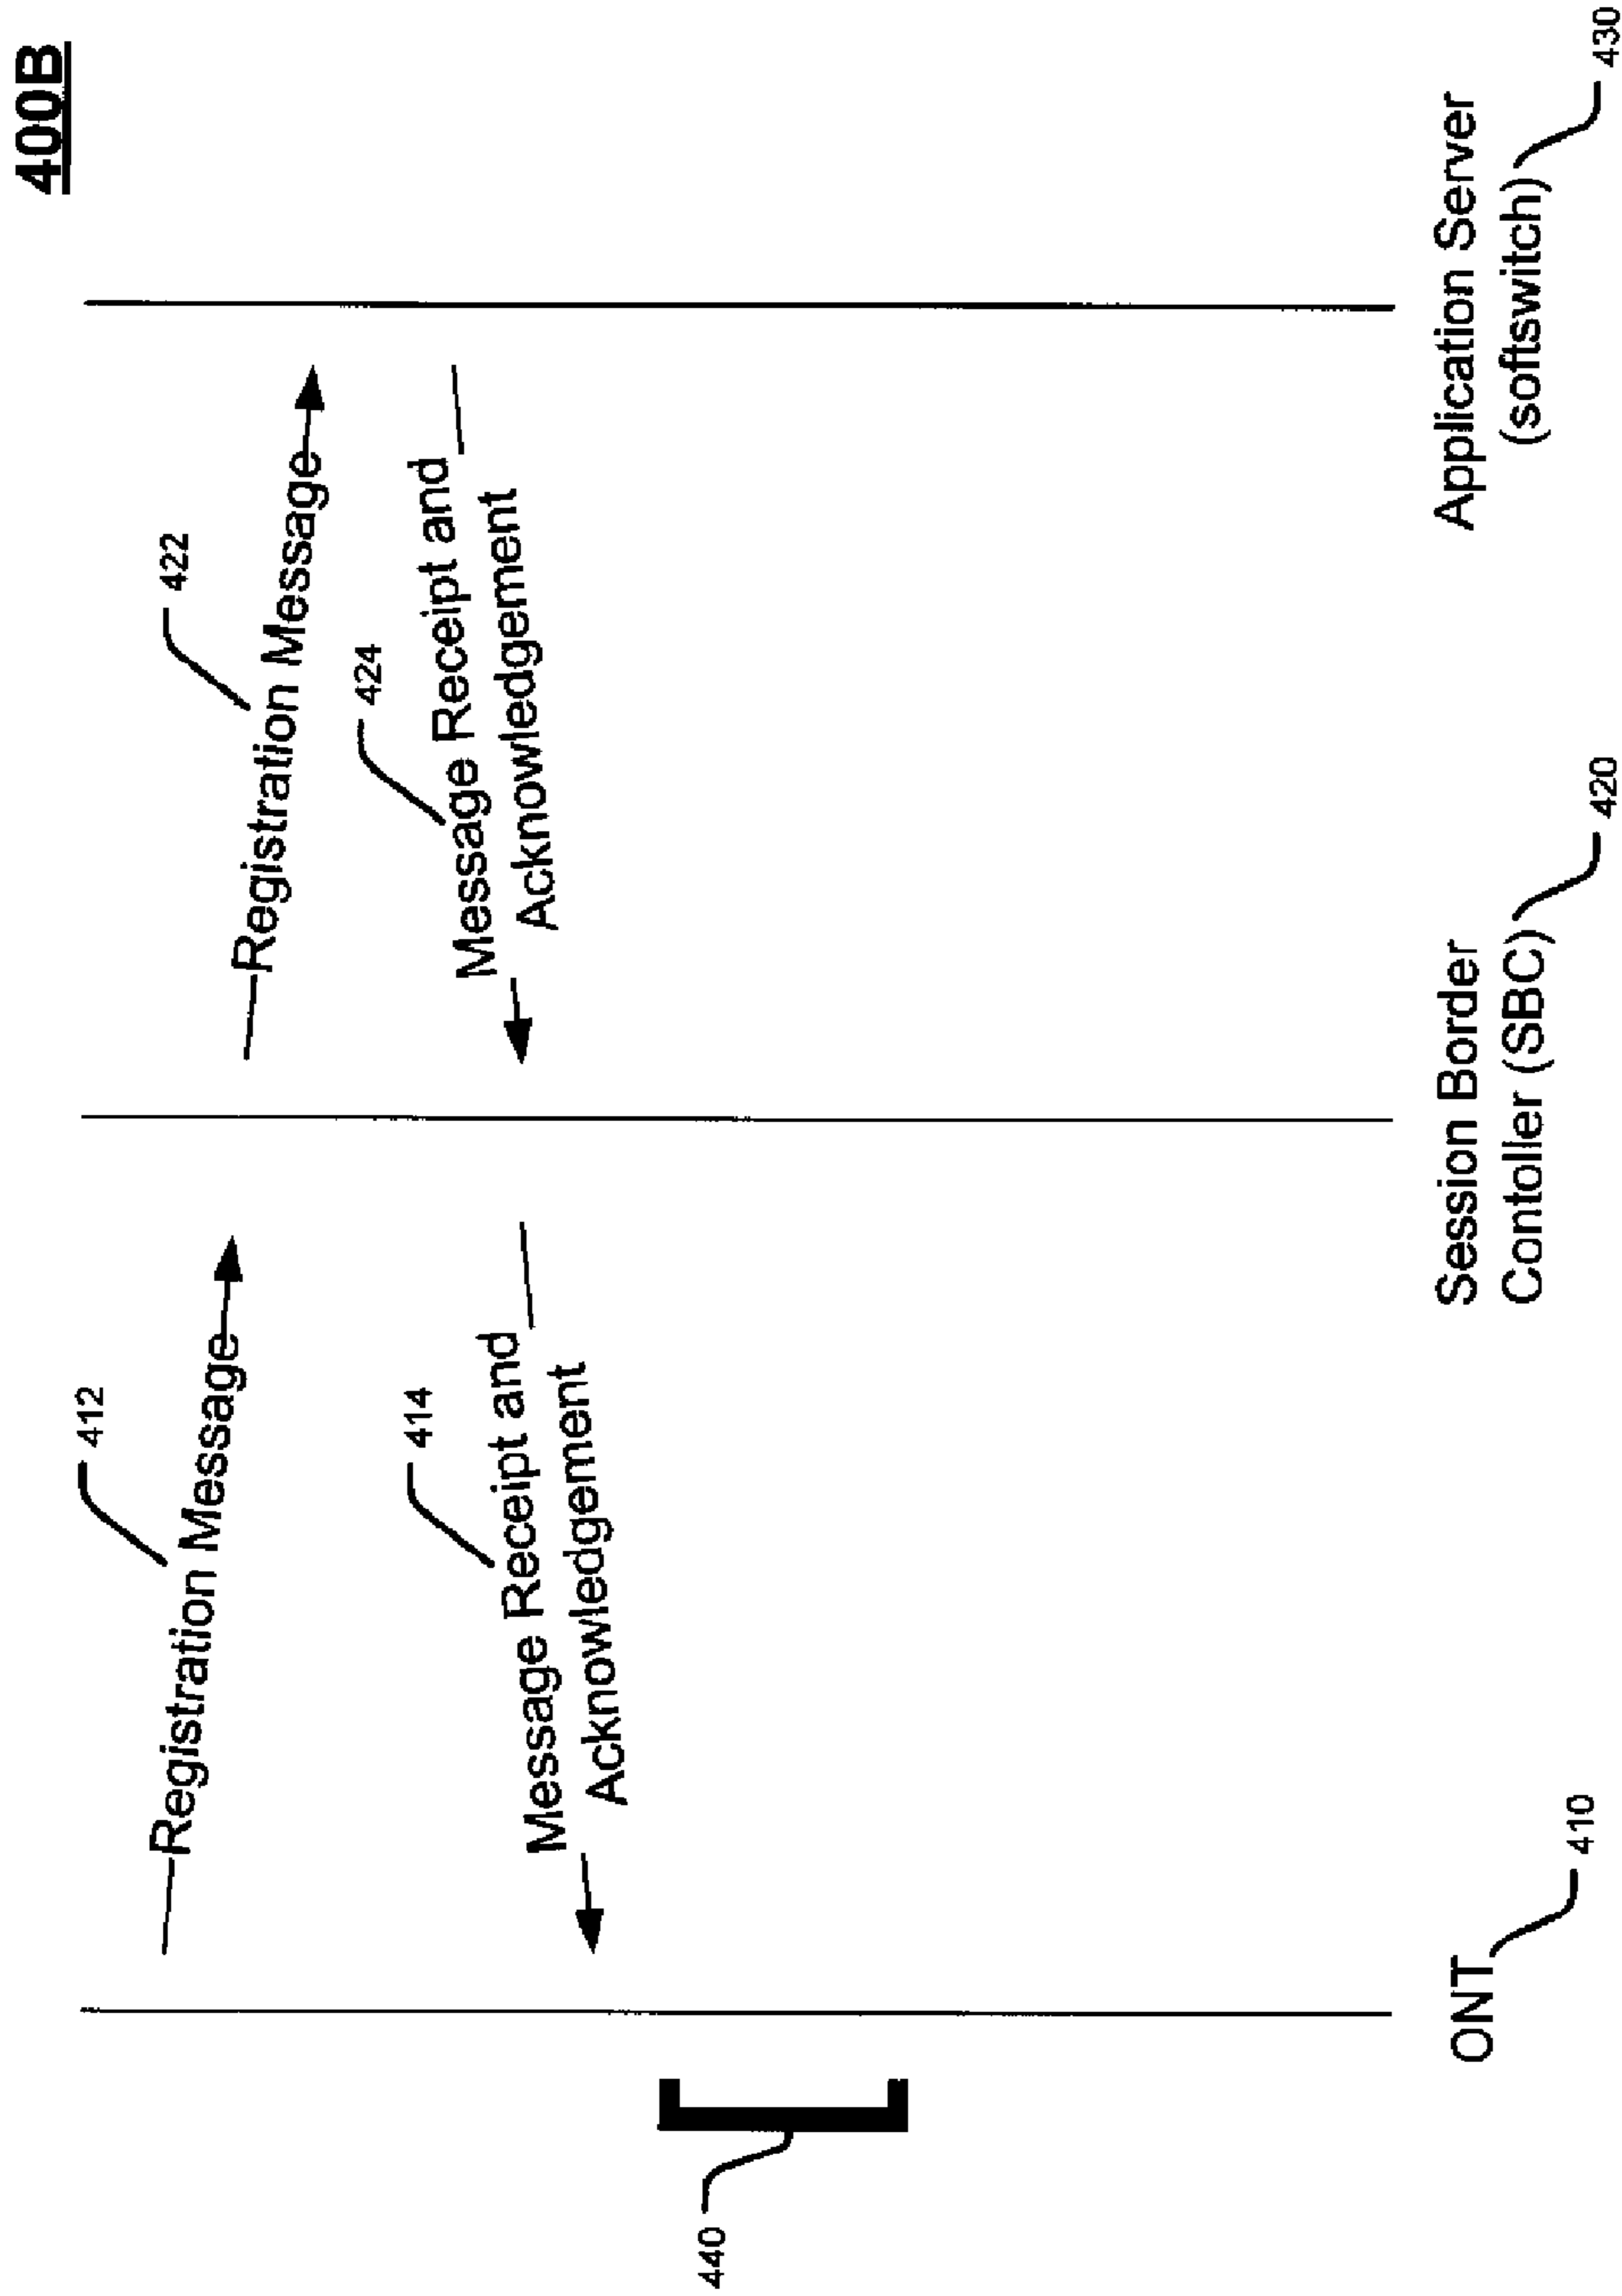 400B
412
Registration Message
422
Registration Message
424
Message Receipt and
Acknowledgement
414
Message Receipt and
Acknowledgement
440
ONT
410
Session Border
Contoller (SBC)
420
Application Server
(softswitch)
430